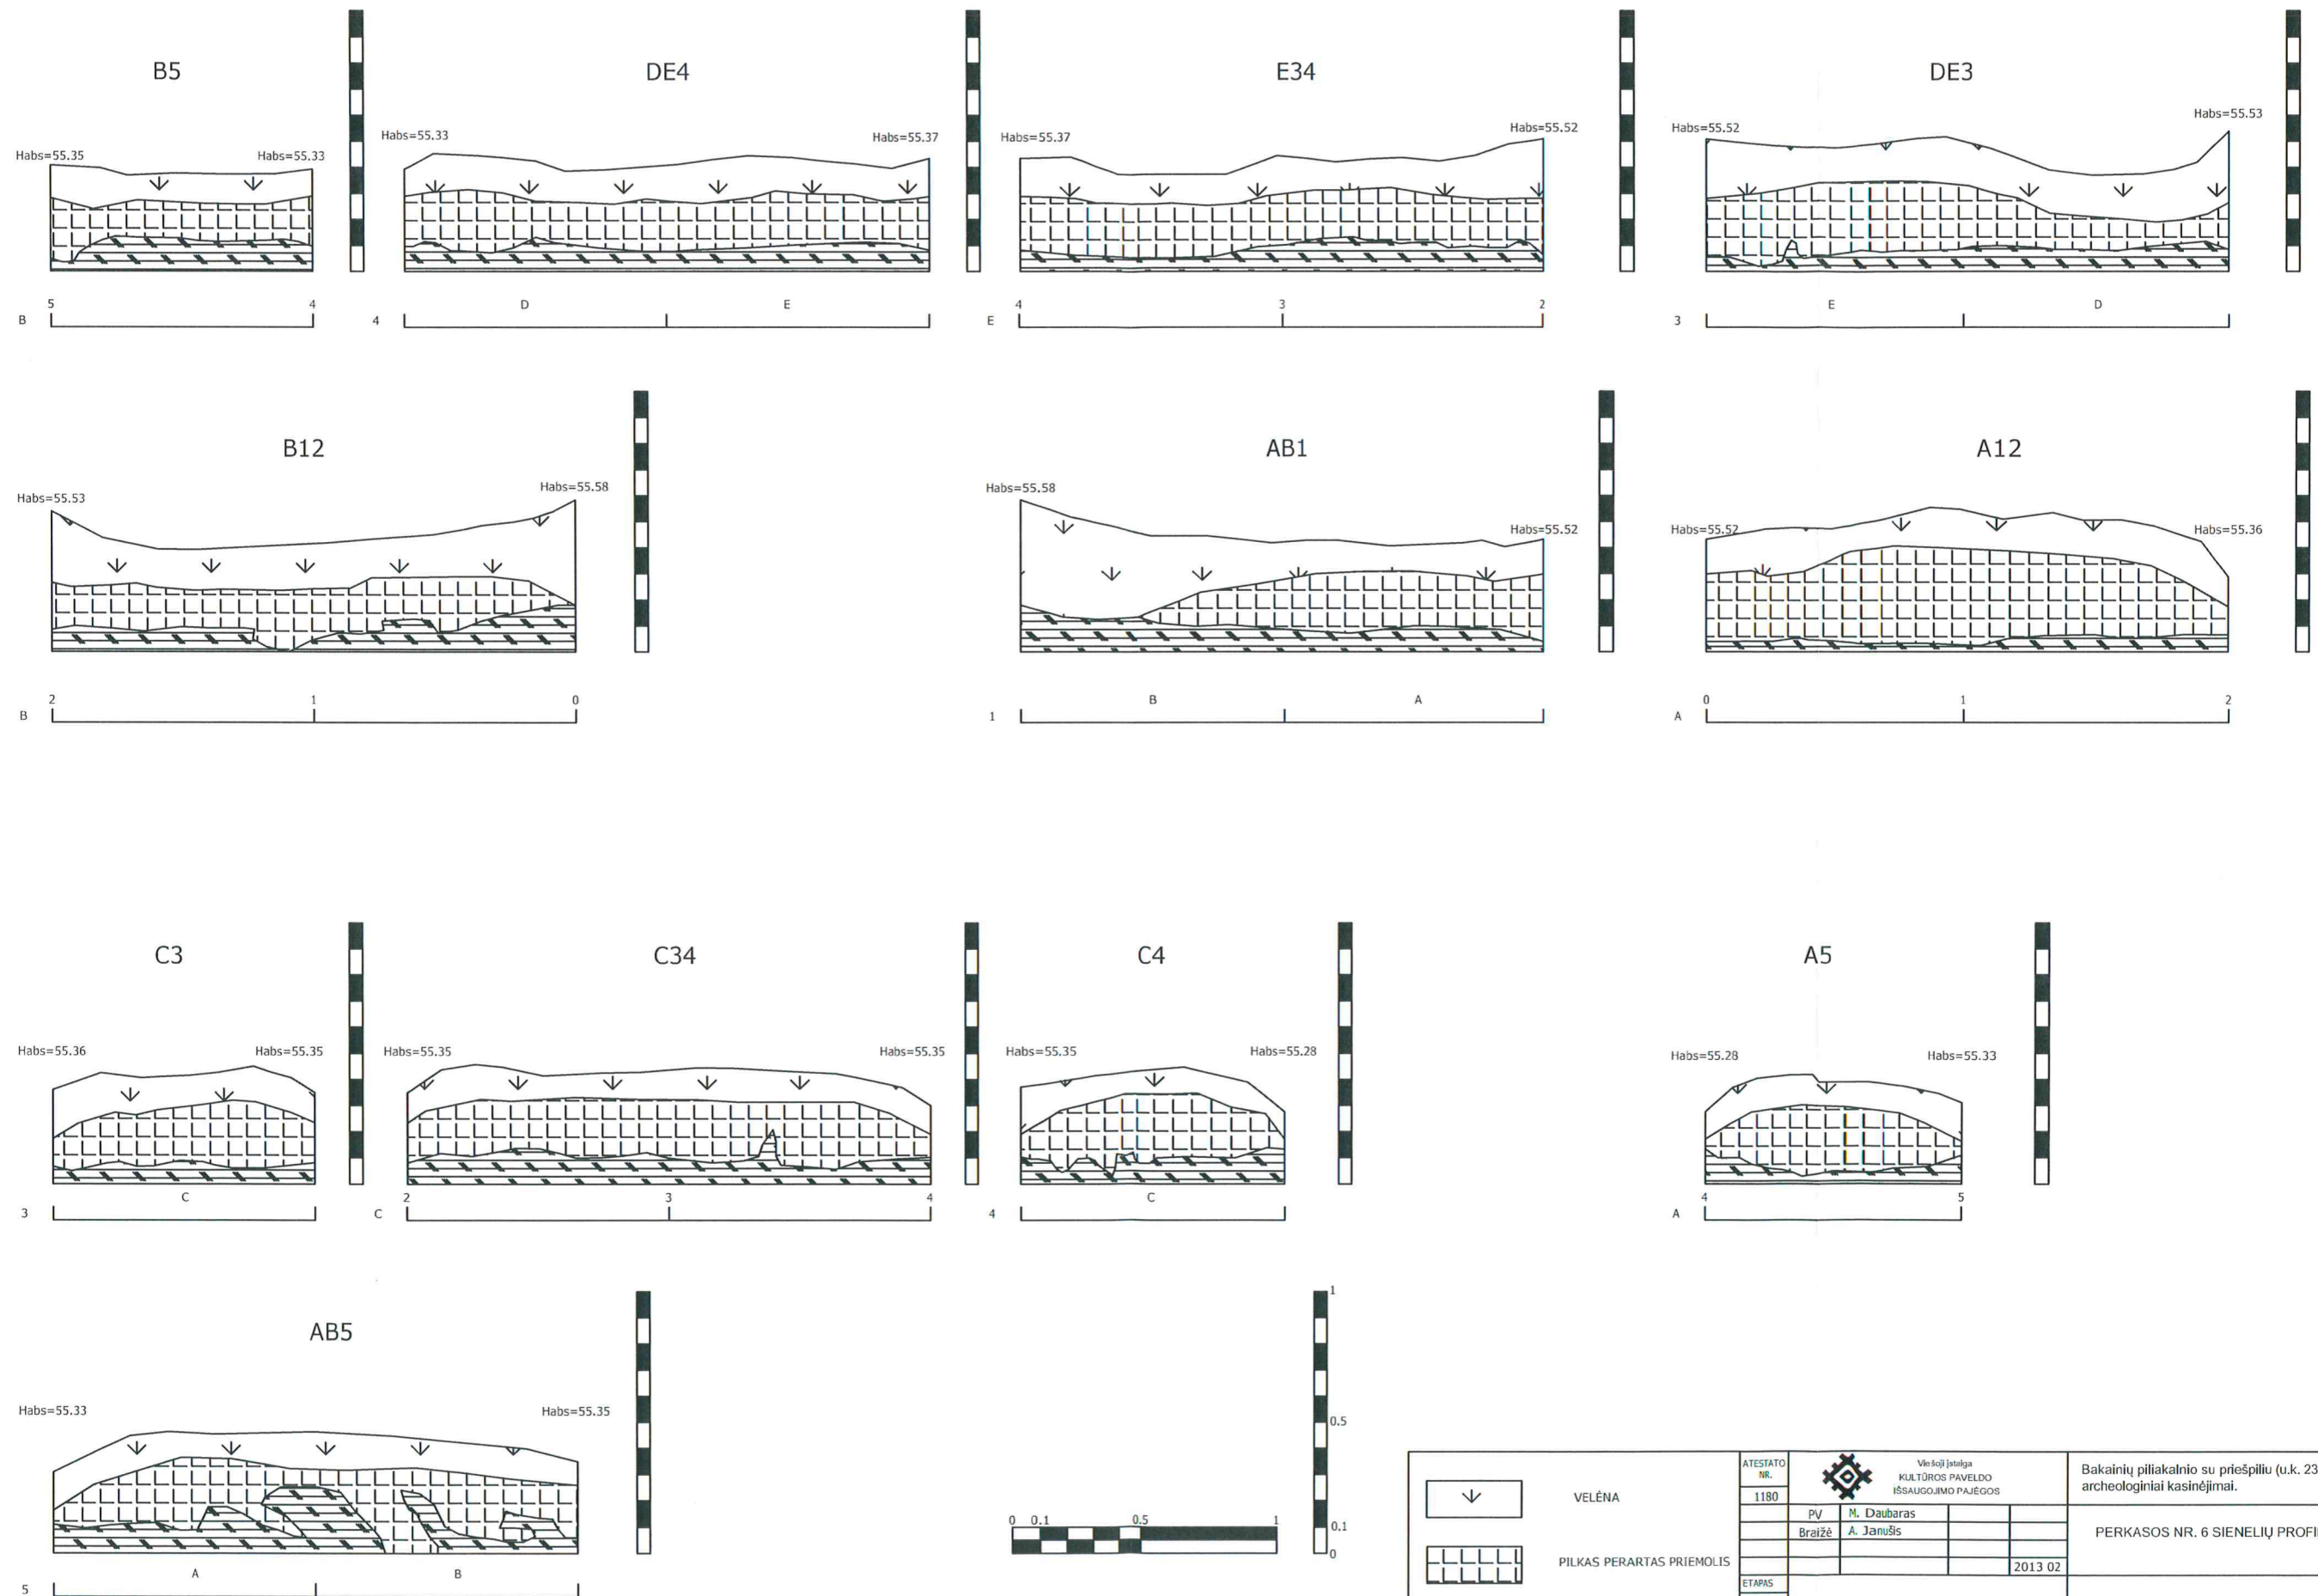 B5
DE4
E34
DE3
Habs=55.35
Habs=55.33
Habs=55.33
Habs=55.37
Habs=55.37
Habs=55.52
Habs=55.52
Habs=55.53
B 5 4
4 D E
E 4 3 2
3 E D
B12
AB1
A12
Habs=55.53
Habs=55.58
Habs=55.58
Habs=55.52
Habs=55.52
Habs=55.36
B 2 1 0
1 B A
A 0 1 2
C3
C34
C4
A5
Habs=55.36
Habs=55.35
Habs=55.35
Habs=55.35
Habs=55.35
Habs=55.28
Habs=55.28
Habs=55.33
3 C
C 2 3 4
4 C
A 4 5
AB5
Habs=55.33
Habs=55.35
5 A B
0 0.1 0.5 1
1
0.5
0.1
0
VELĖNA
PILKAS PERARTAS PRIEMOLIS
ATESTATO
NR.
1180
Viešoji įstaiga
KULTŪROS PAVELDO
IŠSAUGOJIMO PAJĖGOS
Bakainių piliakalnio su priešpiliu (u.k. 23
archeologiniai kasinėjimai.
PV M. Daubaras
Braižė A. Janušis
2013 02
PERKASOS NR. 6 SIENELIŲ PROFI
ETAPAS